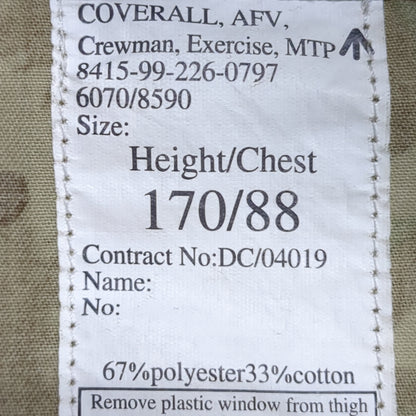 COVERALL, AFV,
Crewman, Exercise, MTP
8415-99-226-0797
6070/8590
Size:
Height/Chest
170/88
Contract No:DC/04019
Name:
No:
67%polyester33%cotton
Remove plastic window from thigh